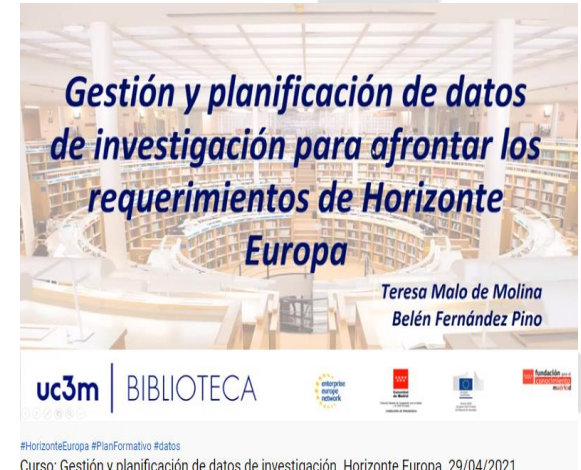 Gestión y planificación de datos
de investigación para afrontar los
requerimientos de Horizonte
Europa
Teresa Malo de Molina
Belén Fernández Pino
uc3m | BIBLIOTECA
enterprise
europe
network
fundación para el
conocimiento
madrid
#HorizonteEuropa #PlanFormativo #datos
Curso: Gestión y planificación de datos de investigación. Horizonte Europa. 29/04/2021